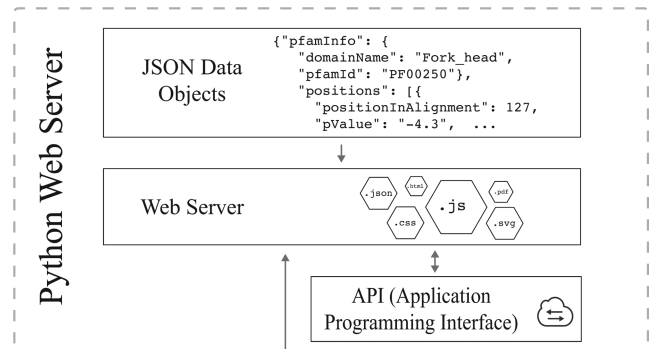 Python Web Server
JSON Data
Objects
{"pfamInfo": {
"domainName": "Fork_head",
"pfamId": "PF00250"},
"positions": [{
"positionInAlignment": 127,
"pValue": "-4.3", ...
Web Server
.json
.html
.css
.js
.pdf
.svg
API (Application
Programming Interface)